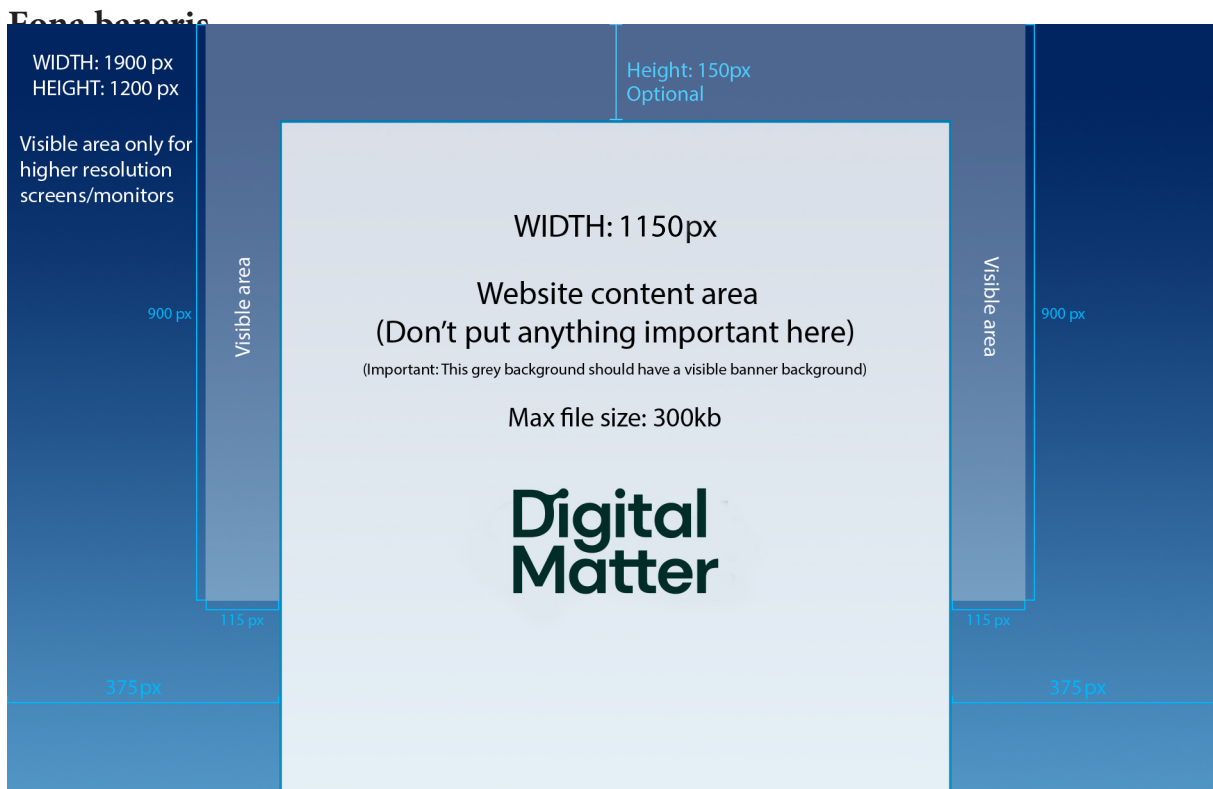 Fona baneris
WIDTH: 1900 px
HEIGHT: 1200 px
Visible area only for
higher resolution
screens/monitors
Height: 150px
Optional
WIDTH: 1150px
Website content area
(Don't put anything important here)
(Important: This grey background should have a visible banner background)
Max file size: 300kb
Digital
Matter
900 px
Visible area
Visible area
900 px
115 px
115 px
375px
375px